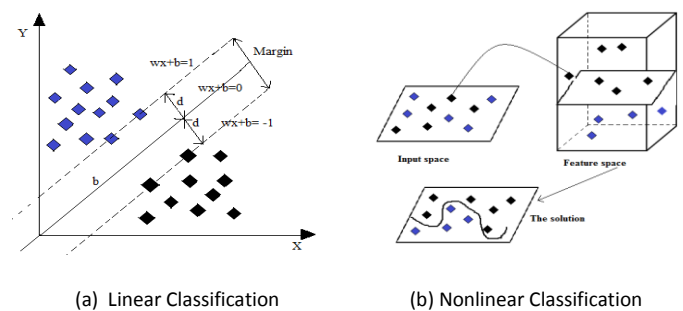 Y
wx+b=1
Margin
wx+b=0
d
d
wx+b= -1
b
X
Input space
Feature space
The solution
(a) Linear Classification
(b) Nonlinear Classification